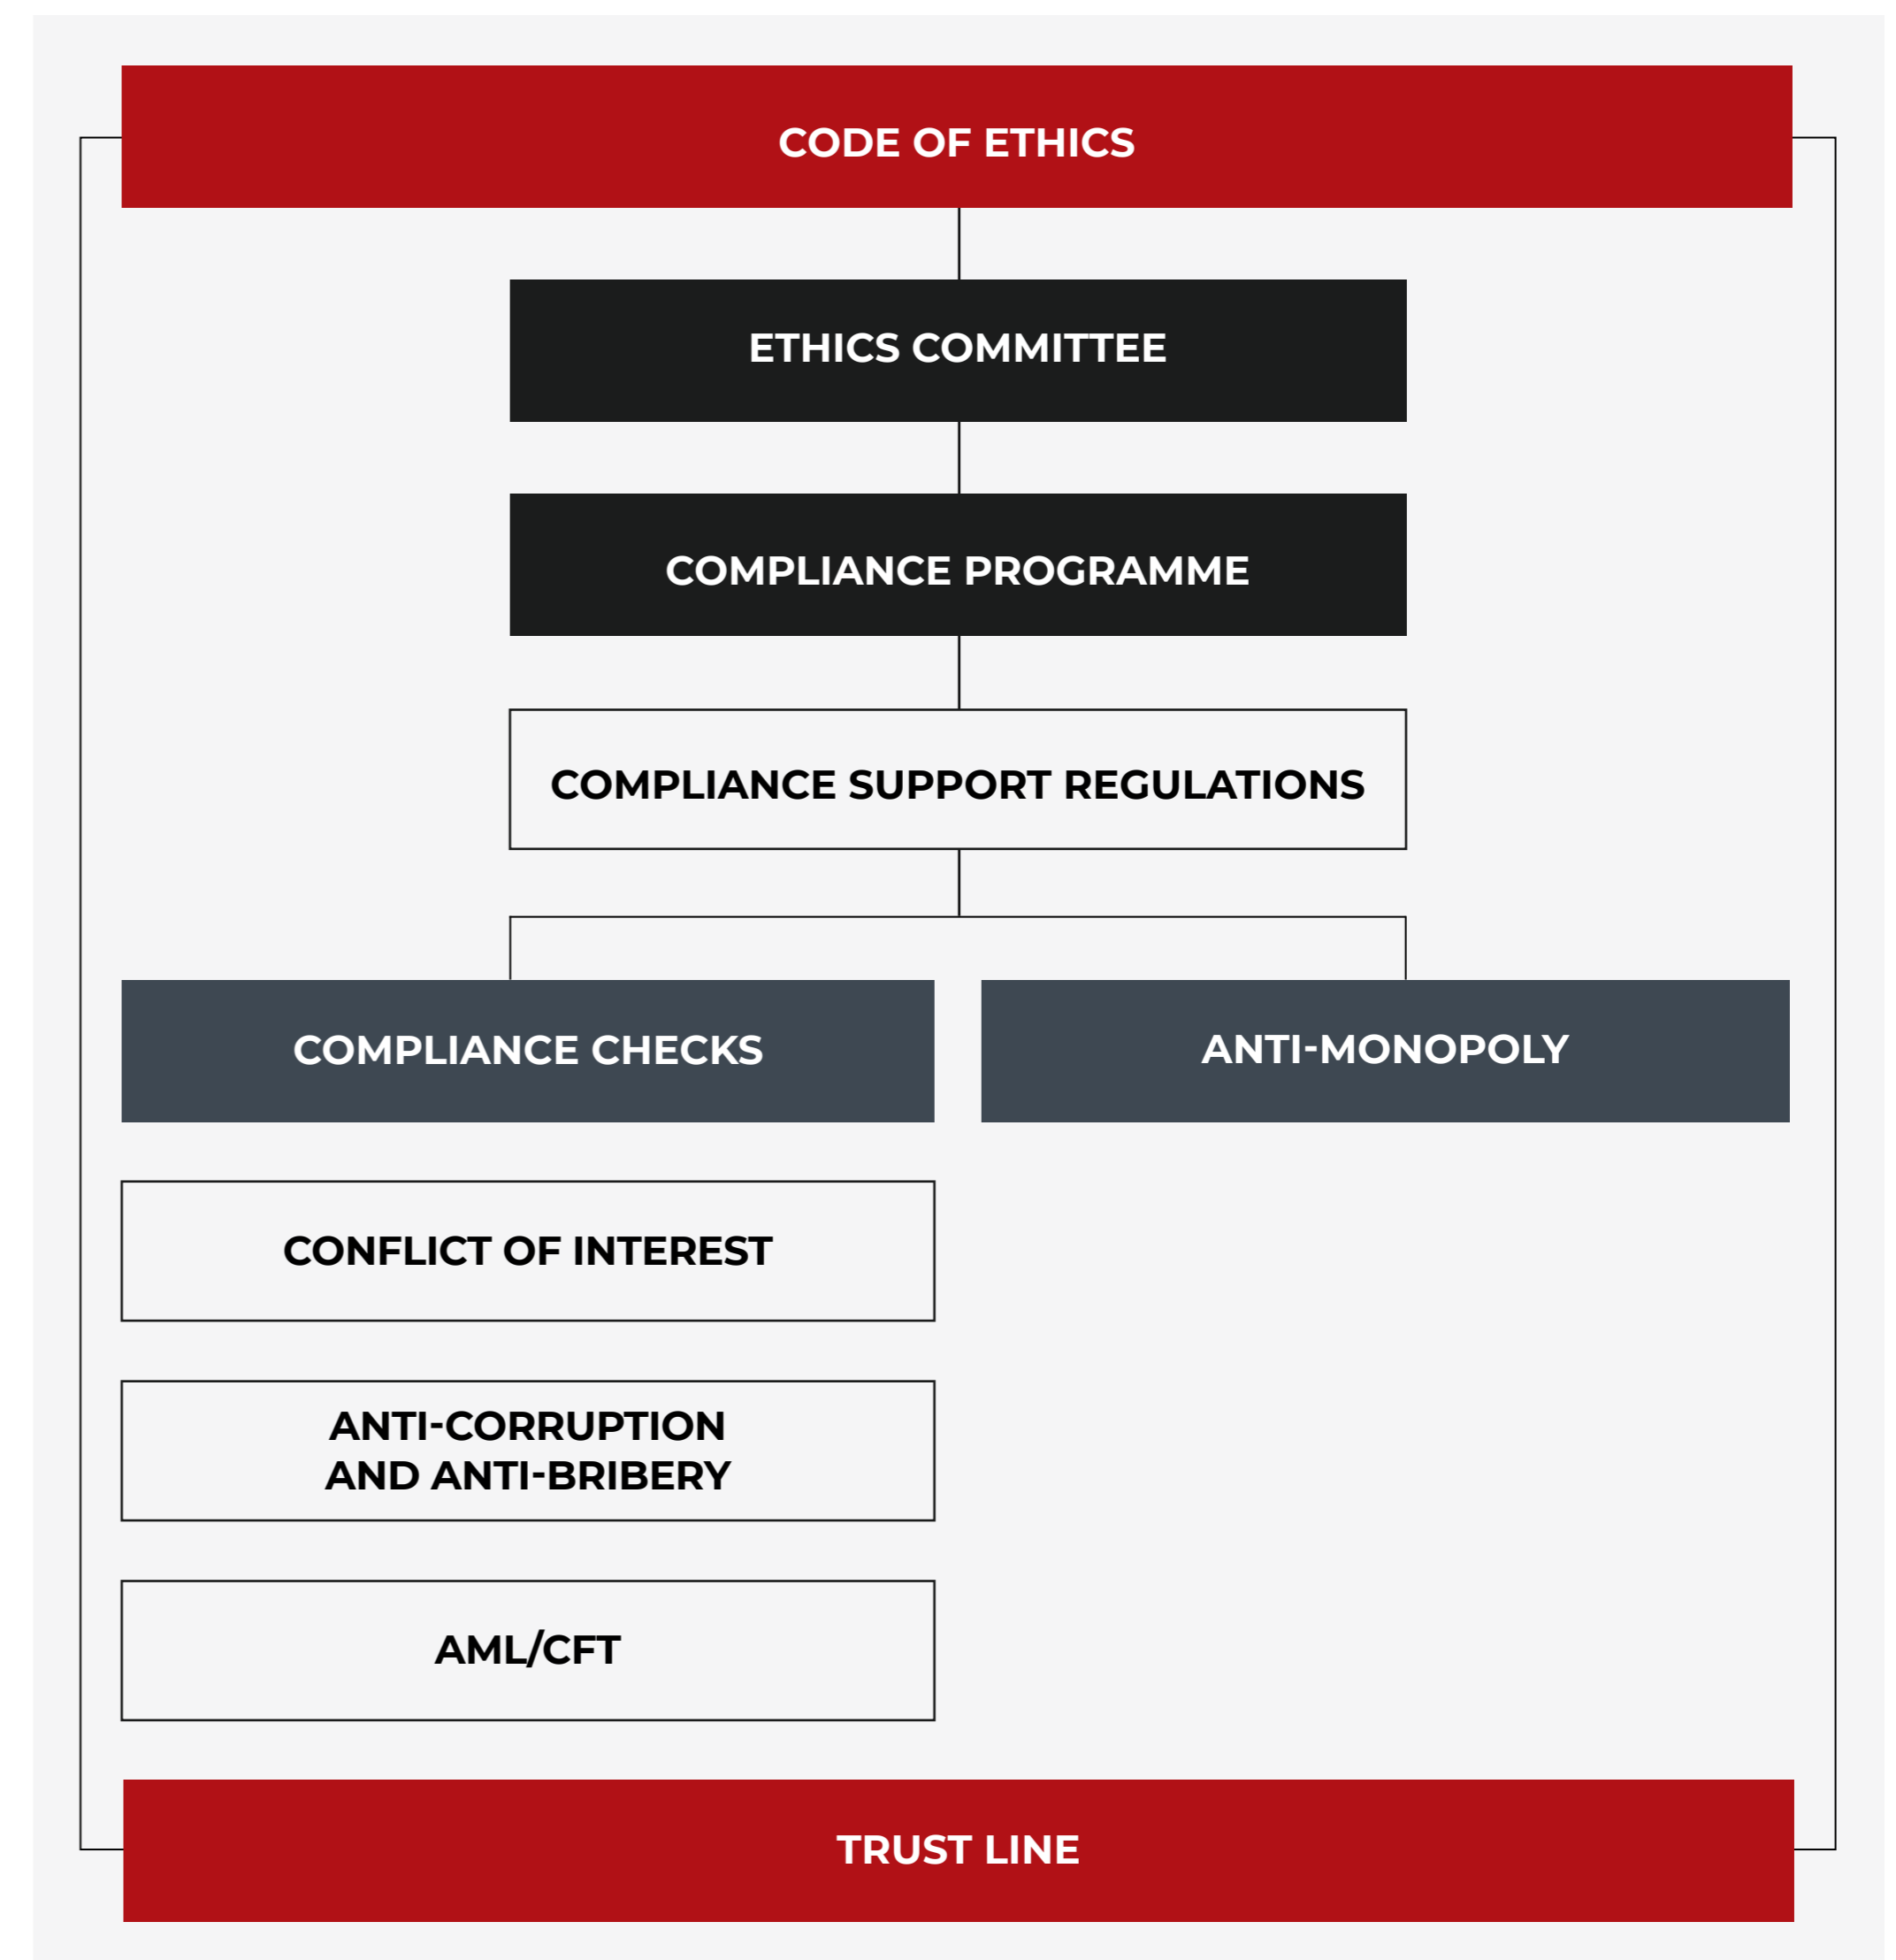 CODE OF ETHICS
ETHICS COMMITTEE
COMPLIANCE PROGRAMME
COMPLIANCE SUPPORT REGULATIONS
COMPLIANCE CHECKS
ANTI-MONOPOLY
CONFLICT OF INTEREST
ANTI-CORRUPTION
AND ANTI-BRIBERY
AML/CFT
TRUST LINE